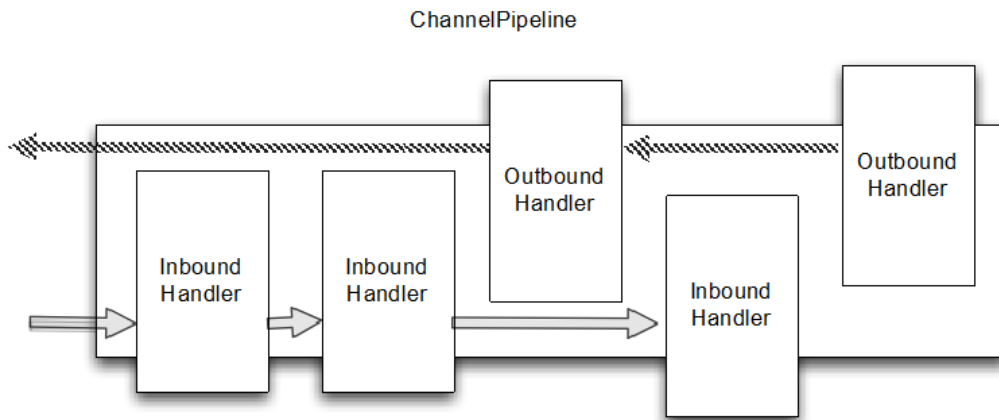 ChannelPipeline
Inbound
Handler
Inbound
Handler
Outbound
Handler
Inbound
Handler
Outbound
Handler